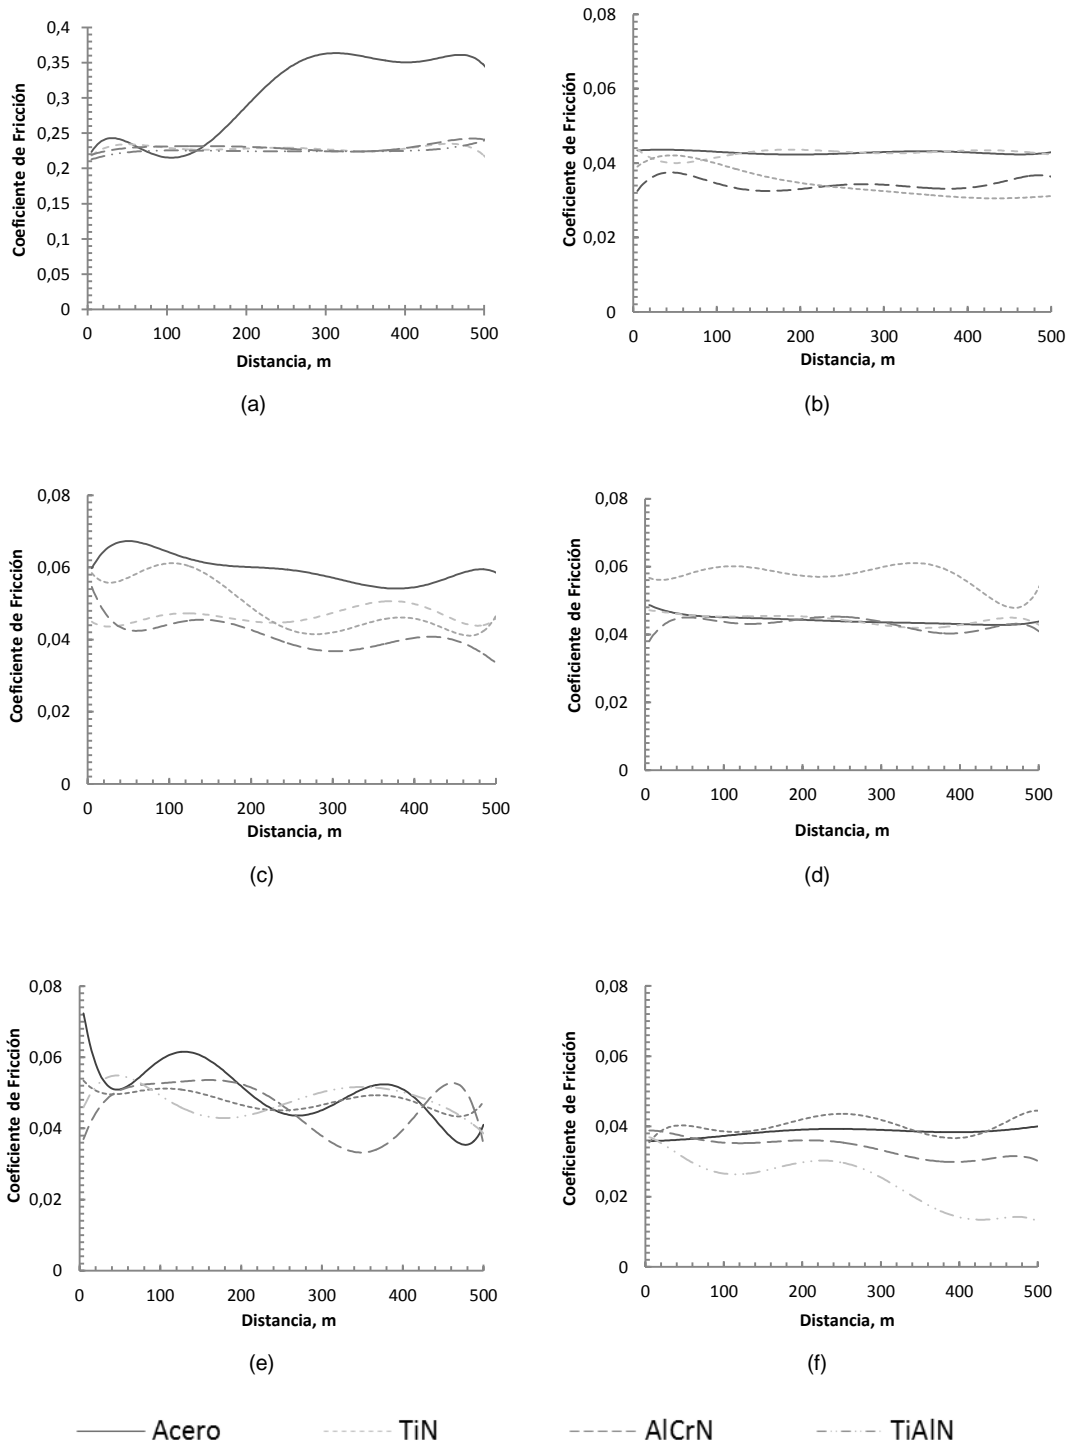 0,4
0,35
0,3
0,25
0,2
0,15
0,1
0,05
0
Coeficiente de Fricción
0 100 200 300 400 500
Distancia, m
(a)
0,08
0,06
0,04
0,02
0
Coeficiente de Fricción
0 100 200 300 400 500
Distancia, m
(b)
0,08
0,06
0,04
0,02
0
Coeficiente de Fricción
0 100 200 300 400 500
Distancia, m
(c)
0,08
0,06
0,04
0,02
0
Coeficiente de Fricción
0 100 200 300 400 500
Distancia, m
(d)
0,08
0,06
0,04
0,02
0
Coeficiente de Fricción
0 100 200 300 400 500
Distancia, m
(e)
0,08
0,06
0,04
0,02
0
Coeficiente de Fricción
0 100 200 300 400 500
Distancia, m
(f)
Acero TiN AlCrN TiAlN